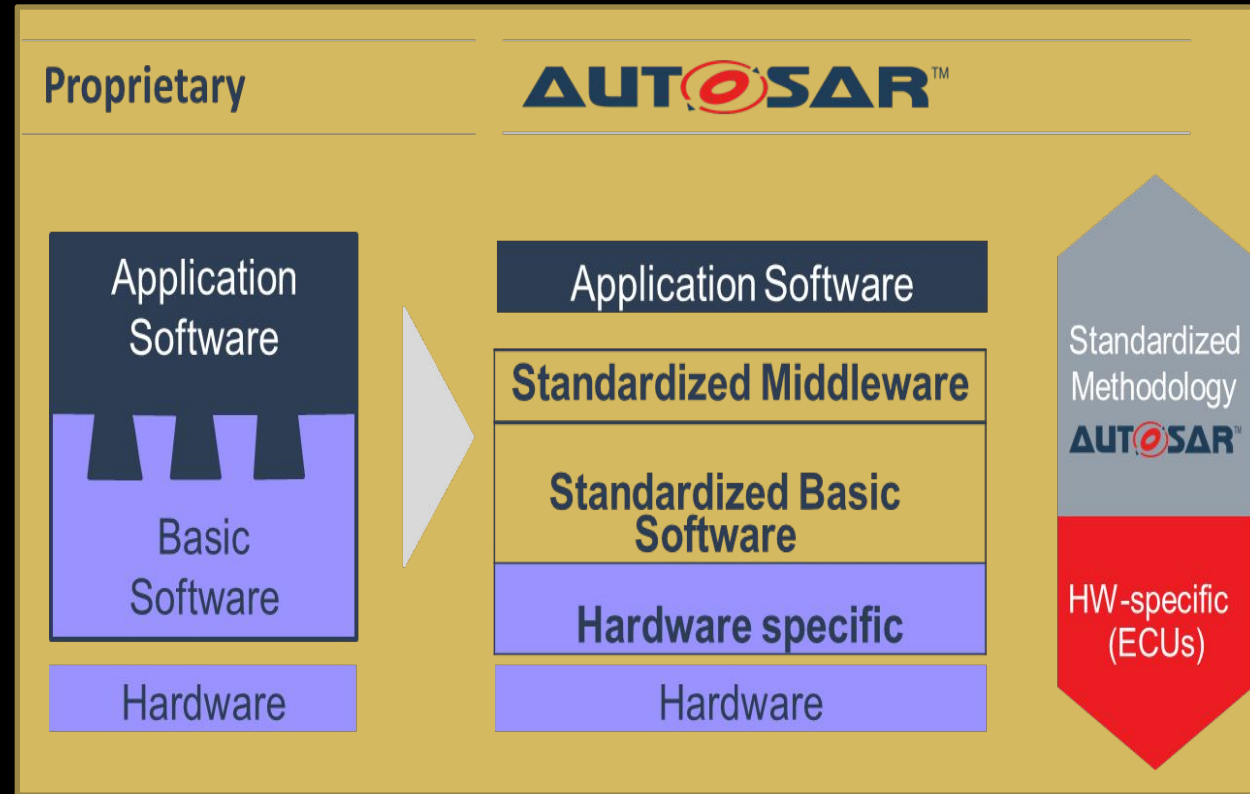 Proprietary
AUTOSAR™
Application
Software
Basic
Software
Hardware
Application Software
Standardized Middleware
Standardized Basic
Software
Hardware specific
Hardware
Standardized
Methodology
AUTOSAR™
HW-specific
(ECUs)